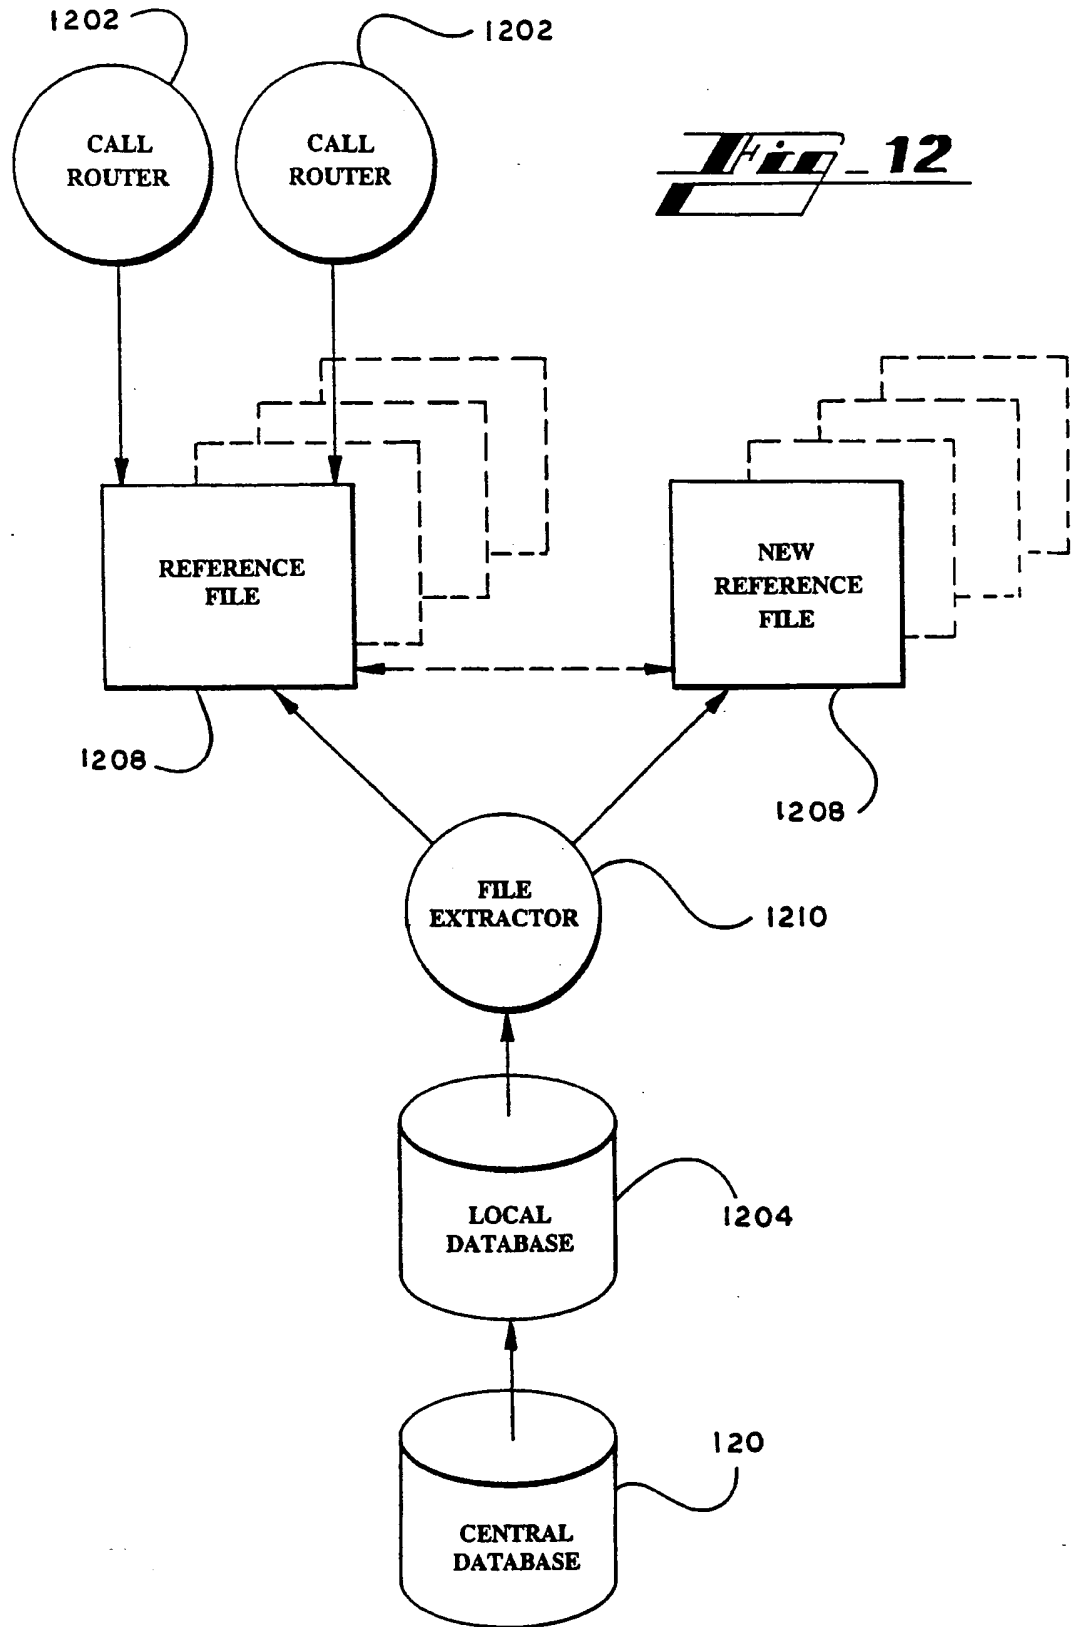 1202
1202
CALL
ROUTER
CALL
ROUTER
Fig_12
REFERENCE
FILE
NEW
REFERENCE
FILE
1208
1208
FILE
EXTRACTOR
1210
LOCAL
DATABASE
1204
120
CENTRAL
DATABASE